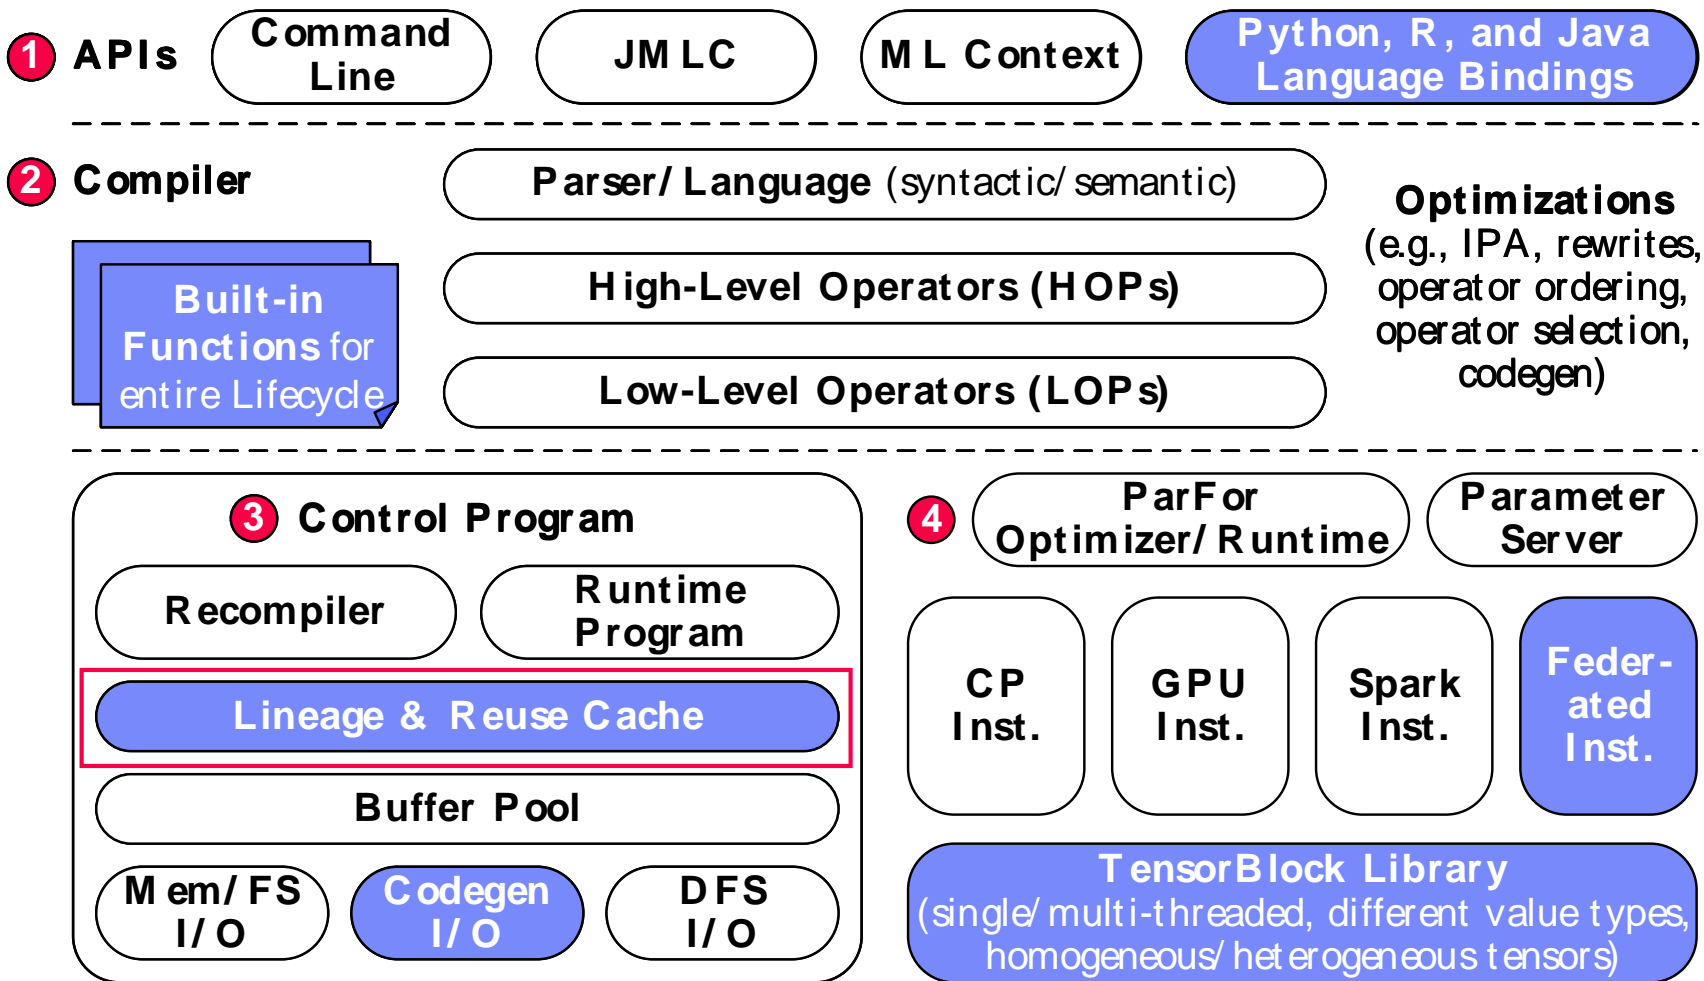 1 APIs
Command
Line
JMLC
ML Context
Python, R, and Java
Language Bindings
2 Compiler
Built-in
Functions for
entire Lifecycle
Parser/Language (syntactic/semantic)
High-Level Operators (HOPs)
Low-Level Operators (LOPs)
Optimizations
(e.g., IPA, rewrites,
operator ordering,
operator selection,
codegen)
3 Control Program
Recompiler
Runtime
Program
Lineage & Reuse Cache
Buffer Pool
Mem/FS
I/O
Codegen
I/O
DFS
I/O
4
ParFor
Optimizer/Runtime
Parameter
Server
CP
Inst.
GPU
Inst.
Spark
Inst.
Feder-
ated
Inst.
TensorBlock Library
(single/multi-threaded, different value types,
homogeneous/heterogeneous tensors)